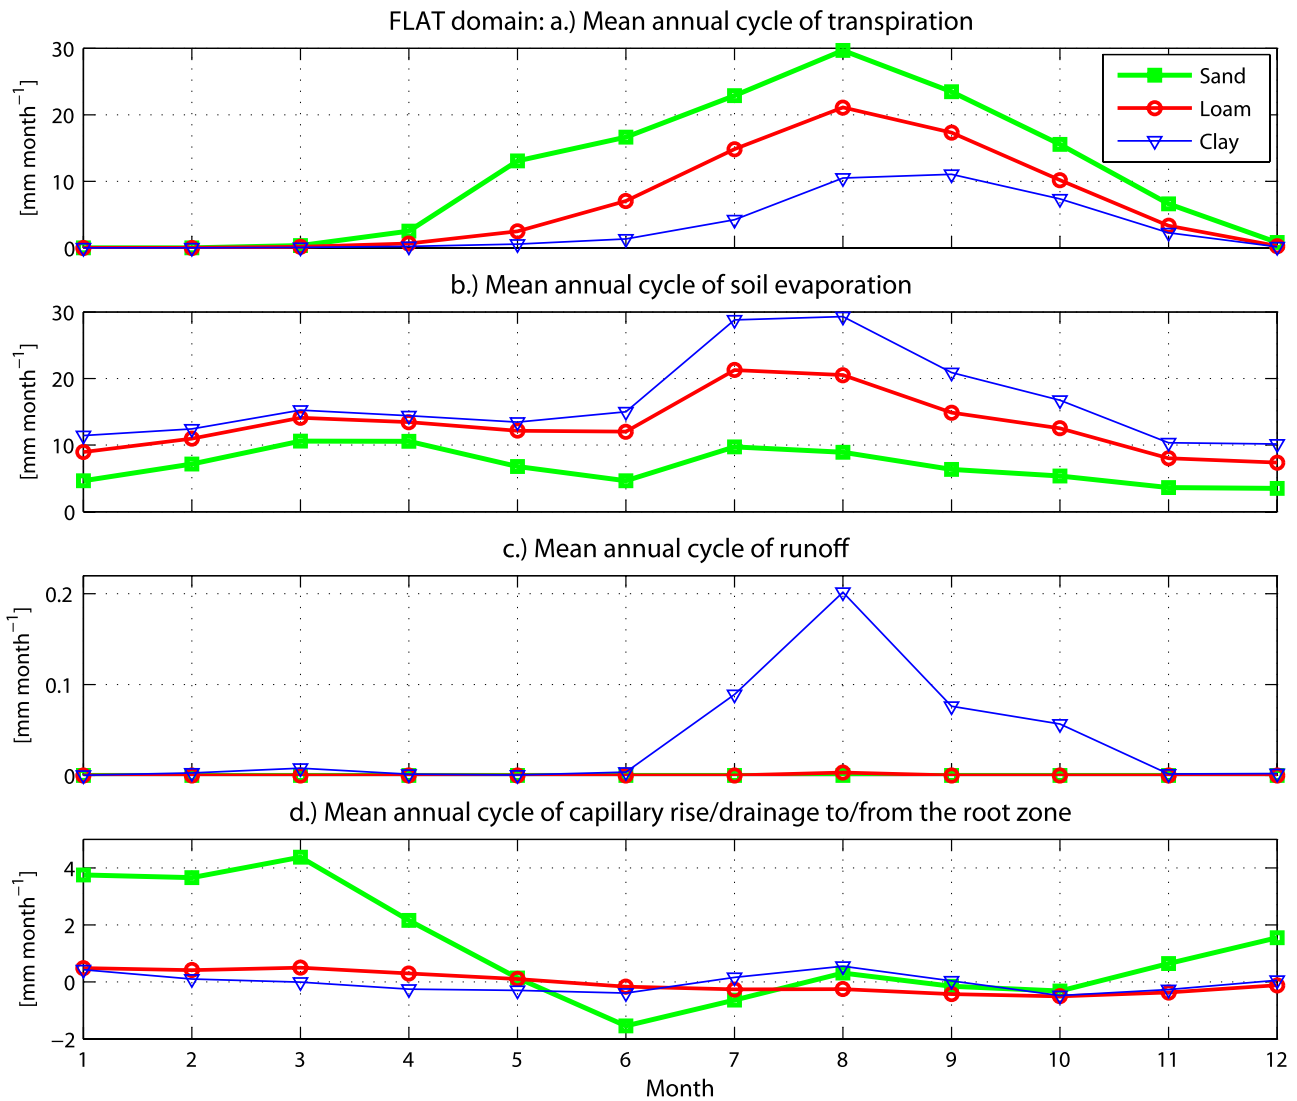 FLAT domain: a.) Mean annual cycle of transpiration
30
20
10
0
[mm month⁻¹]
Sand
Loam
Clay
b.) Mean annual cycle of soil evaporation
30
20
10
0
[mm month⁻¹]
c.) Mean annual cycle of runoff
0.2
0.1
0
[mm month⁻¹]
d.) Mean annual cycle of capillary rise/drainage to/from the root zone
4
2
0
−2
[mm month⁻¹]
1 2 3 4 5 6 7 8 9 10 11 12
Month